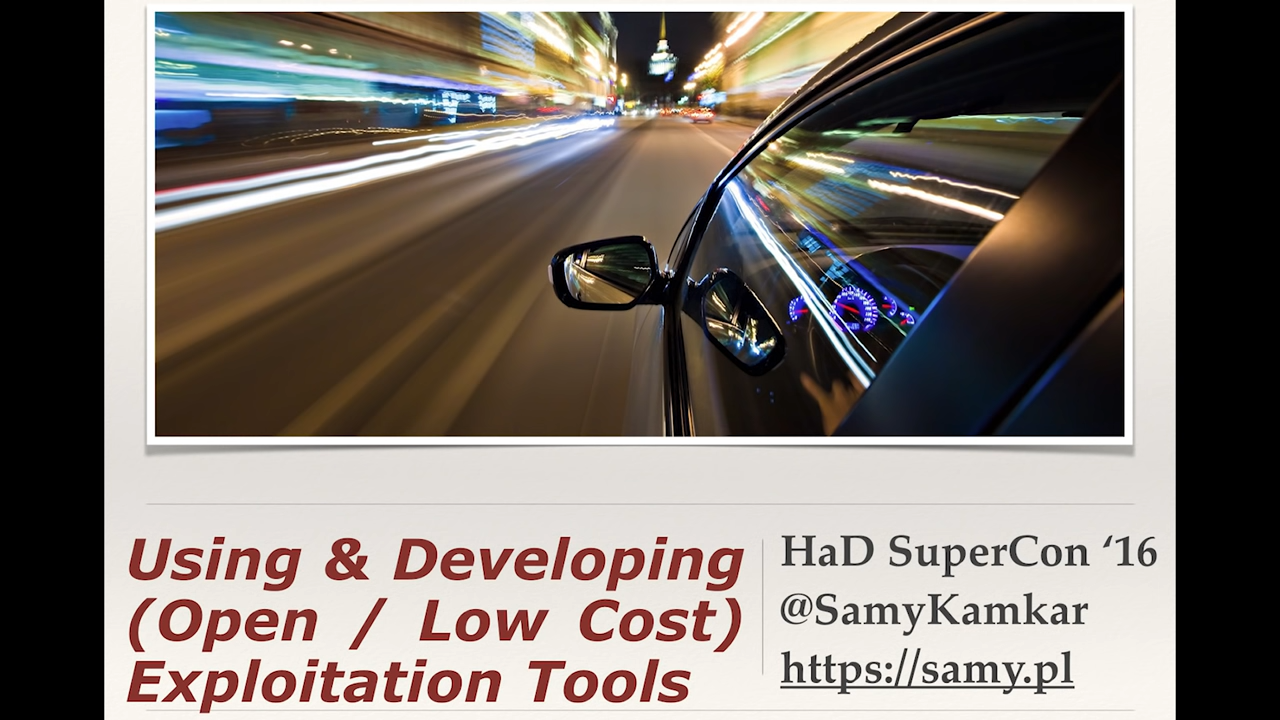 Using & Developing
(Open / Low Cost)
Exploitation Tools
HaD SuperCon ‘16
@SamyKamkar
https://samy.pl